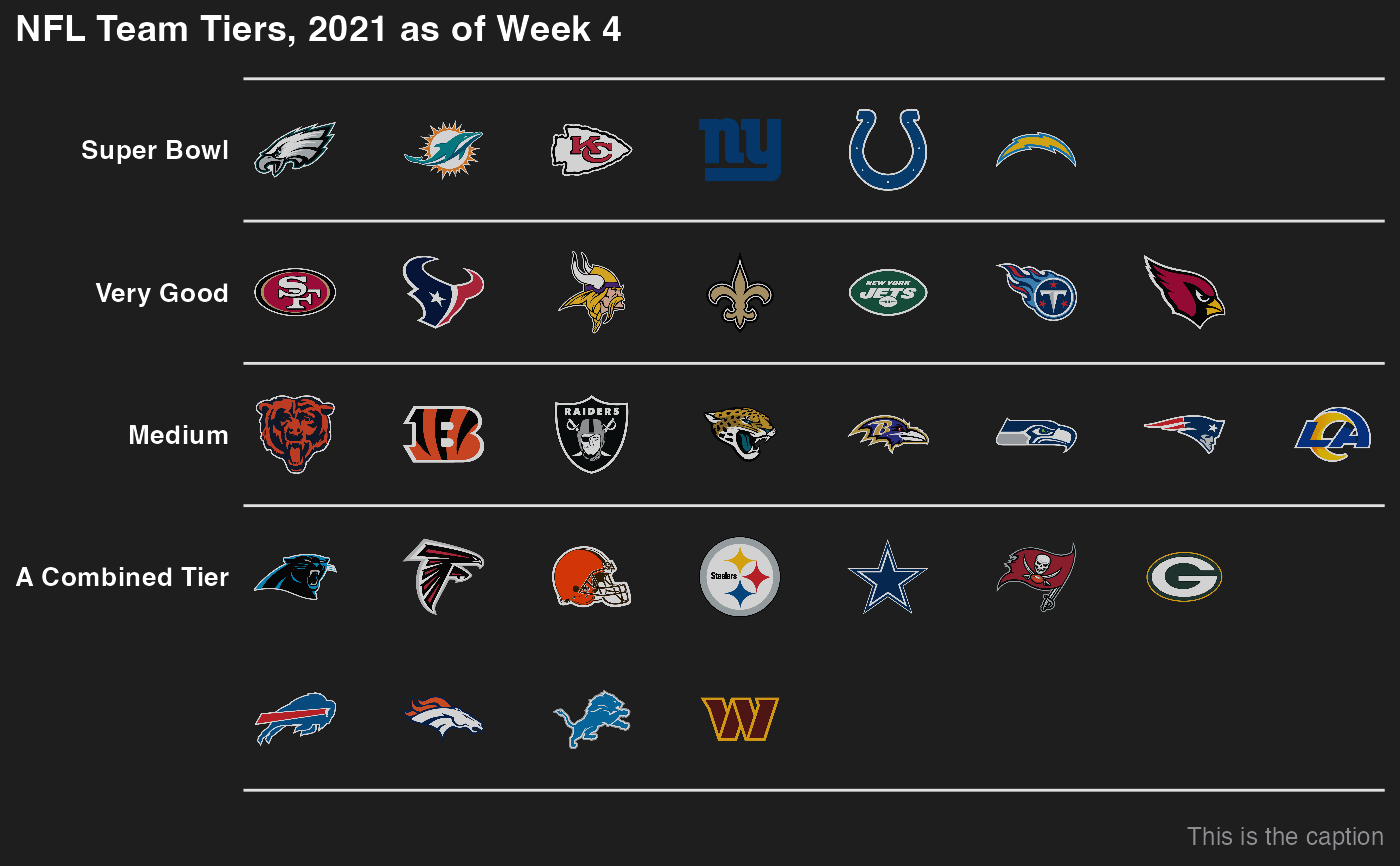 NFL Team Tiers, 2021 as of Week 4
Super Bowl
KC
ny
Very Good
SF
NEW YORK
JETS
T
Medium
B
RAIDERS
B
LA
A Combined Tier
Steelers
G
W
This is the caption